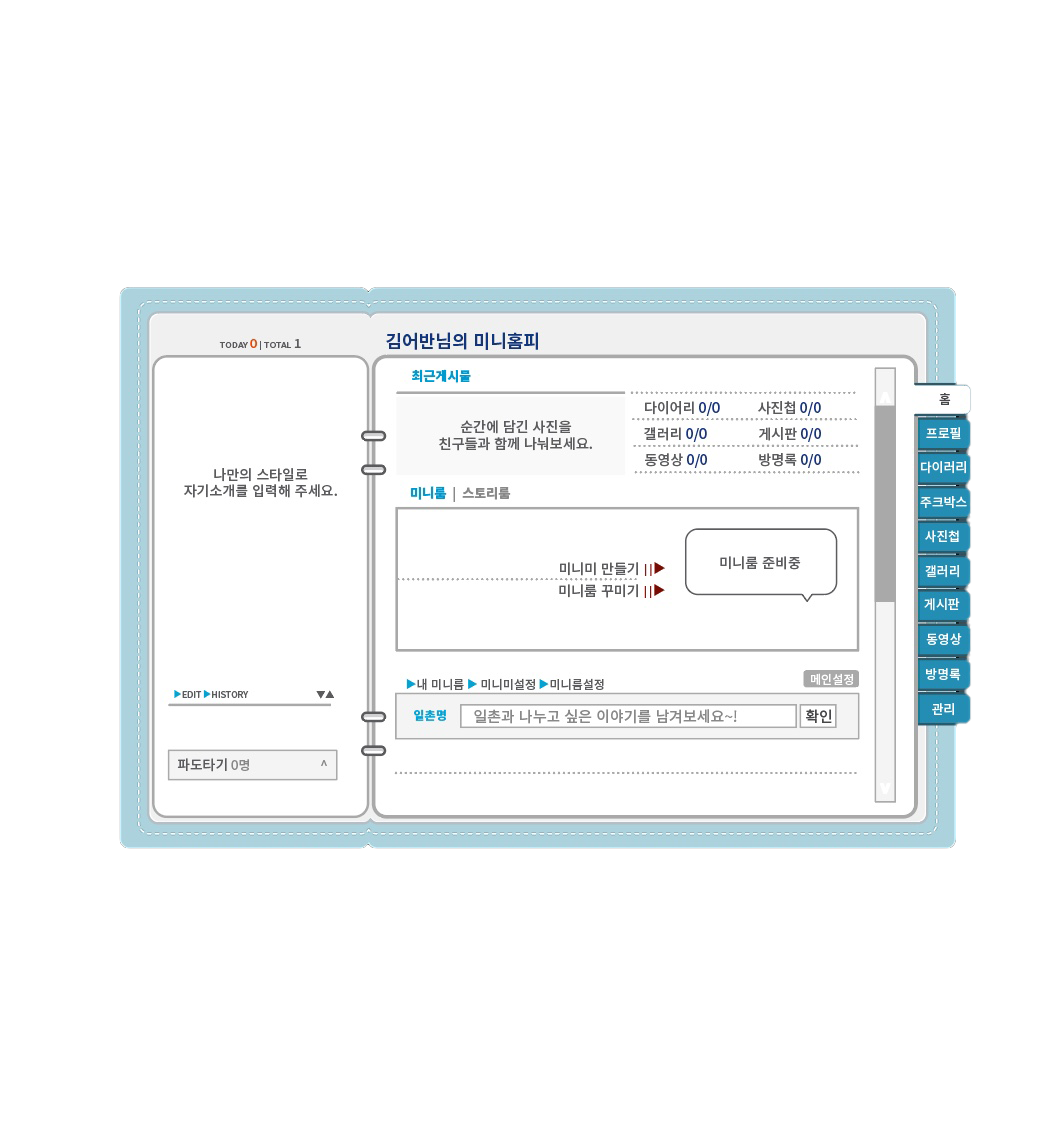 TODAY 0 | TOTAL 1
김어반님의 미니홈피
나만의 스타일로
자기소개를 입력해 주세요.
▶EDIT ▶HISTORY ▼▲
파도타기 0명 ^
최근게시물
순간에 담긴 사진을
친구들과 함께 나눠보세요.
다이어리 0/0 사진첩 0/0
갤러리 0/0 게시판 0/0
동영상 0/0 방명록 0/0
미니룸 | 스토리룸
미니미 만들기 ||▶
미니룸 꾸미기 ||▶
미니룸 준비중
▶내 미니룸 ▶ 미니미설정 ▶미니룸설정
메인설정
일촌명 일촌과 나누고 싶은 이야기를 남겨보세요~! 확인
홈
프로필
다이러리
주크박스
사진첩
갤러리
게시판
동영상
방명록
관리